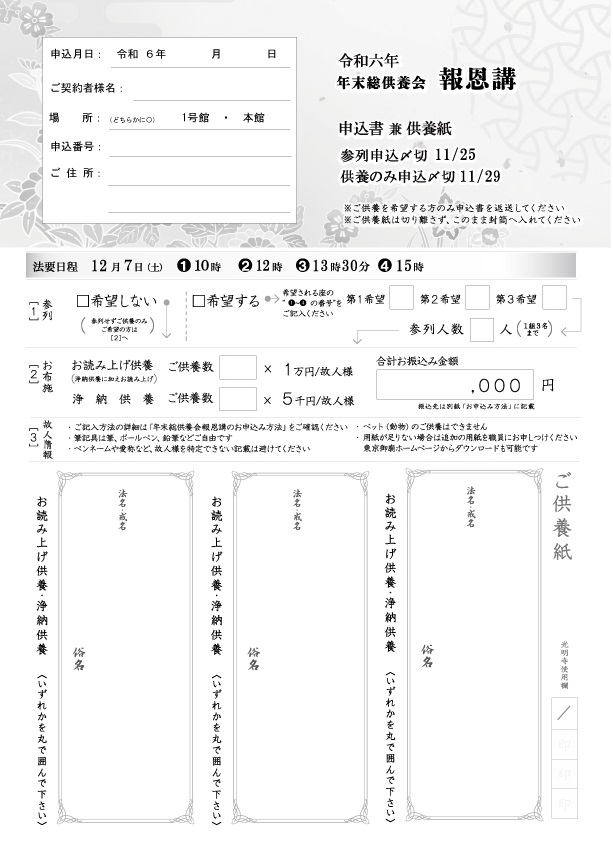 申込月日： 令和 6年 月 日
ご契約者様名：
場 所：（どちらかに○） 1号館 ・ 本館
申込番号：
ご 住 所：
令和六年
年末総供養会 報恩講
申込書 兼 供養紙
参列申込〆切 11/25
供養のみ申込〆切 11/29
※ご供養を希望する方のみ申込書を返送してください
※ご供養紙は切り離さず、このまま封筒へ入れてください
法要日程 12月7日（土） ❶10時 ❷12時 ❸13時30分 ❹15時
［1］参列
□希望しない
（参列せずご供養のみ
ご希望の方は
［2］へ）
□希望する
希望される座の
"❶~❹ の番号"を
ご記入ください
第1希望 第2希望 第3希望
参列人数 人（1組3名まで）
［2］お布施
お読み上げ供養 ご供養数 × 1万円/故人様
（浄納供養に加えお読み上げ）
浄 納 供 養 ご供養数 × 5千円/故人様
合計お振込み金額
,000 円
振込先は別紙「お申込み方法」に記載
［3］故人情報
・ご記入方法の詳細は「年末総供養会報恩講のお申込み方法」をご確認ください
・筆記具は筆、ボールペン、鉛筆などご自由です
・ペンネームや愛称など、故人様を特定できない記載は避けてください
・ペット（動物）のご供養はできません
・用紙が足りない場合は追加の用紙を職員にお申しつけください
東京御廟ホームページからダウンロードも可能です
ご供養紙
光明寺使用欄
／
印
印
印
法名・戒名
俗名
お読み上げ供養・浄納供養 〈いずれかを丸で囲んで下さい〉
法名・戒名
俗名
お読み上げ供養・浄納供養 〈いずれかを丸で囲んで下さい〉
法名・戒名
俗名
お読み上げ供養・浄納供養 〈いずれかを丸で囲んで下さい〉